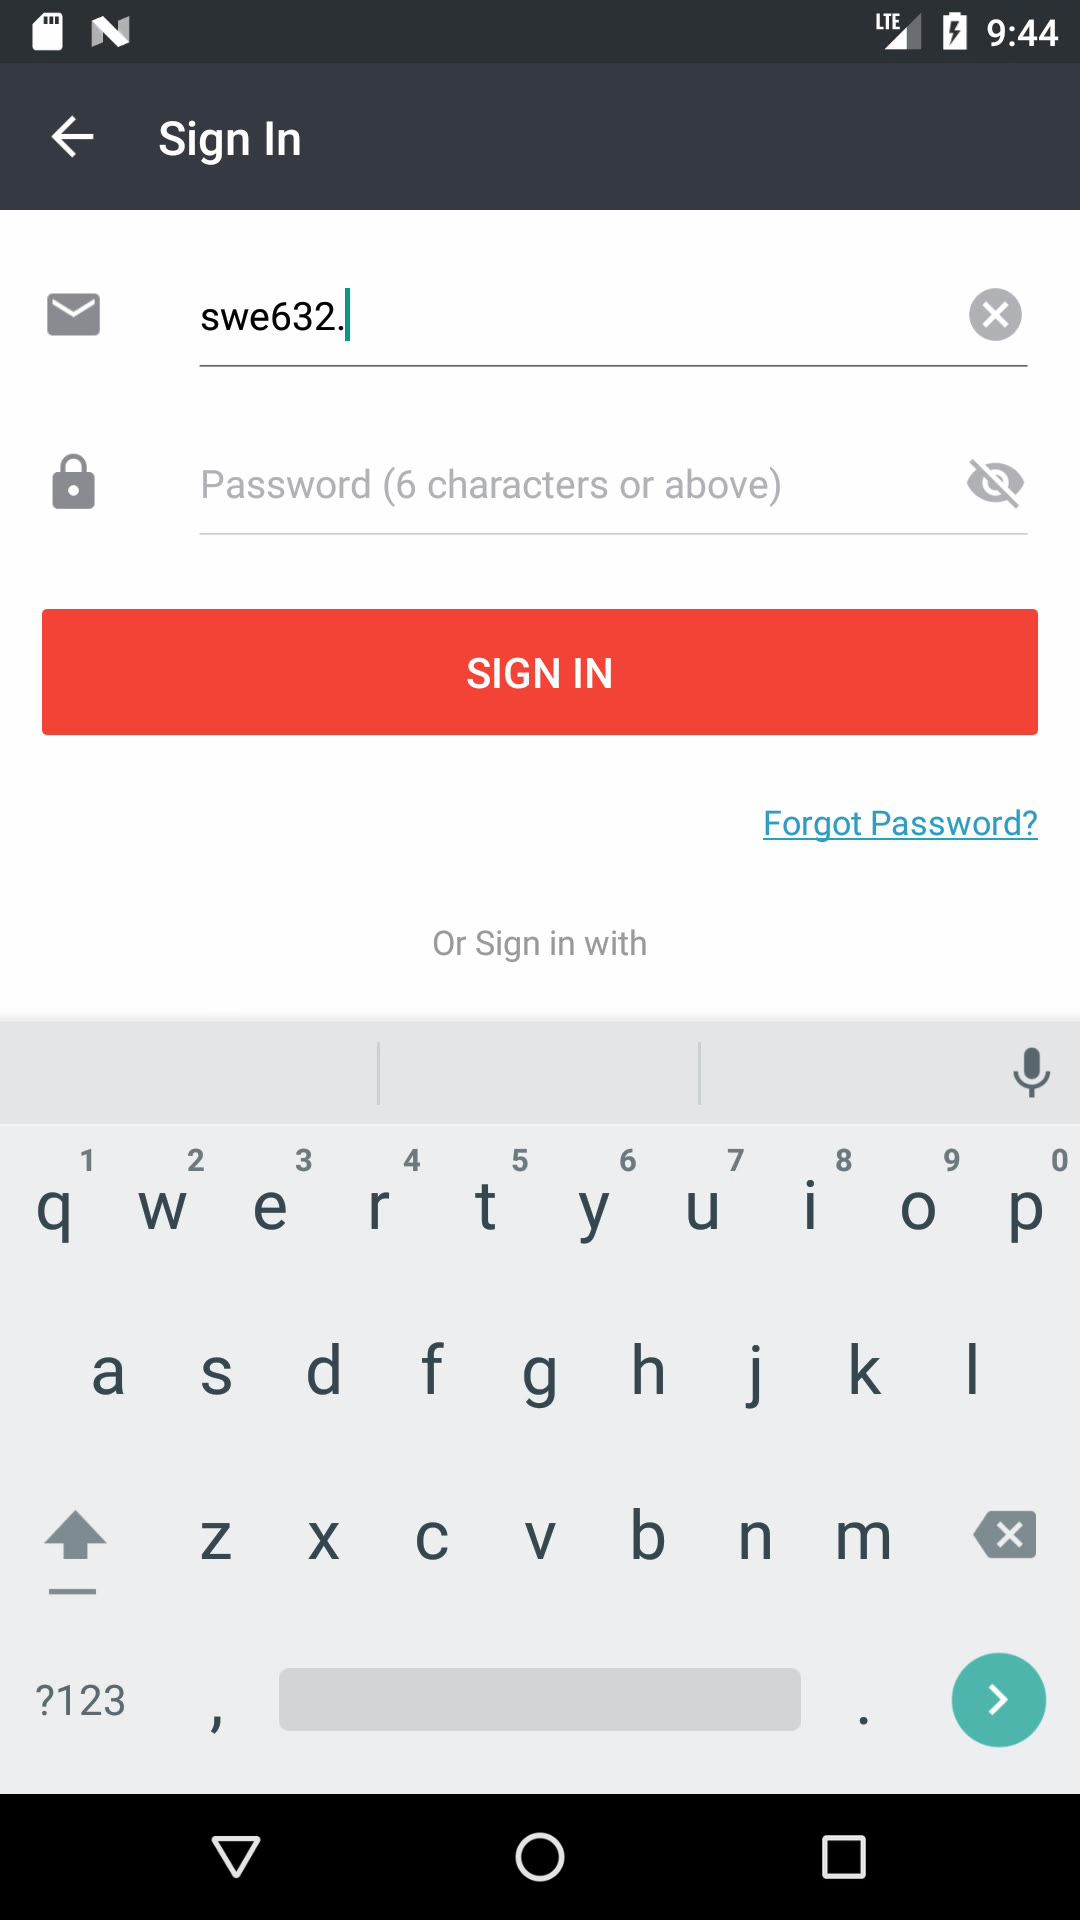 LTE 9:44
Sign In
swe632.
Password (6 characters or above)
SIGN IN
Forgot Password?
Or Sign in with
1 2 3 4 5 6 7 8 9 0
q w e r t y u i o p
a s d f g h j k l
z x c v b n m
?123 , .